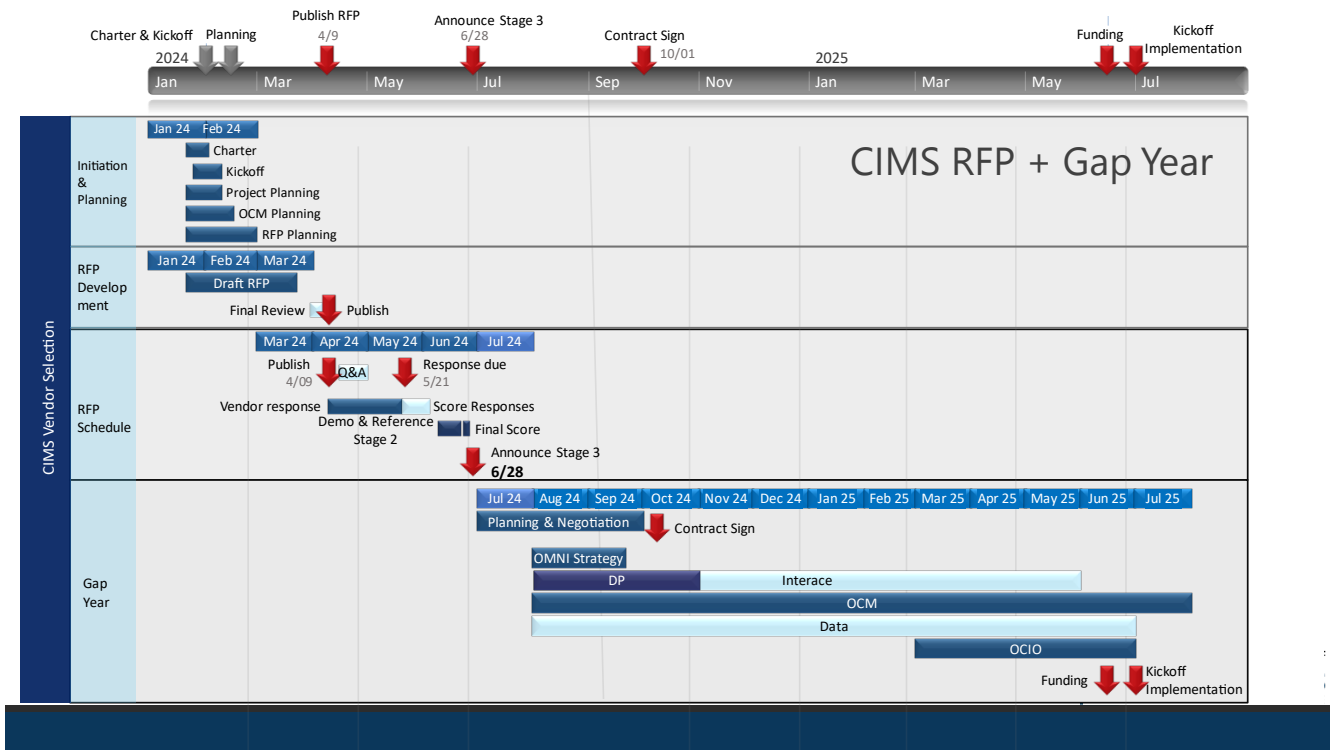 Publish RFP
4/9
Announce Stage 3
6/28
Charter & Kickoff
Planning
Contract Sign
10/01
Funding
Kickoff
Implementation
2024
2025
Jan
Mar
May
Jul
Sep
Nov
Jan
Mar
May
Jul
CIMS RFP + Gap Year
CIMS Vendor Selection
Initiation
&
Planning
Jan 24 Feb 24
Charter
Kickoff
Project Planning
OCM Planning
RFP Planning
RFP
Develop
ment
Jan 24 Feb 24 Mar 24
Draft RFP
Final Review
Publish
RFP
Schedule
Mar 24 Apr 24 May 24 Jun 24 Jul 24
Publish
4/09
Q&A
Response due
5/21
Vendor response
Score Responses
Demo & Reference
Stage 2
Final Score
Announce Stage 3
6/28
Gap
Year
Jul 24 Aug 24 Sep 24 Oct 24 Nov 24 Dec 24 Jan 25 Feb 25 Mar 25 Apr 25 May 25 Jun 25 Jul 25
Planning & Negotiation
Contract Sign
OMNI Strategy
DP
Interace
OCM
Data
OCIO
Funding
Kickoff
Implementation